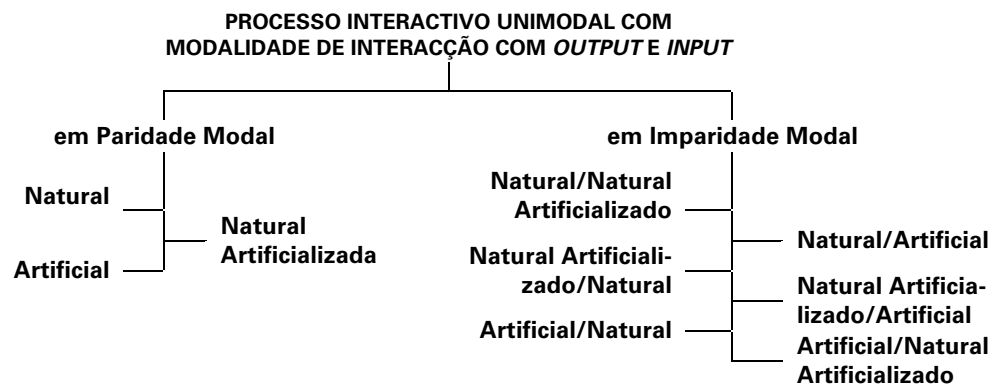 PROCESSO INTERACTIVO UNIMODAL COM
MODALIDADE DE INTERACÇÃO COM OUTPUT E INPUT
em Paridade Modal
Natural
Natural
Artificializada
Artificial
em Imparidade Modal
Natural/Natural
Artificializado
Natural/Artificial
Natural Artificiali-
zado/Natural
Natural Artificia-
lizado/Artificial
Artificial/Natural
Artificial/Natural
Artificializado